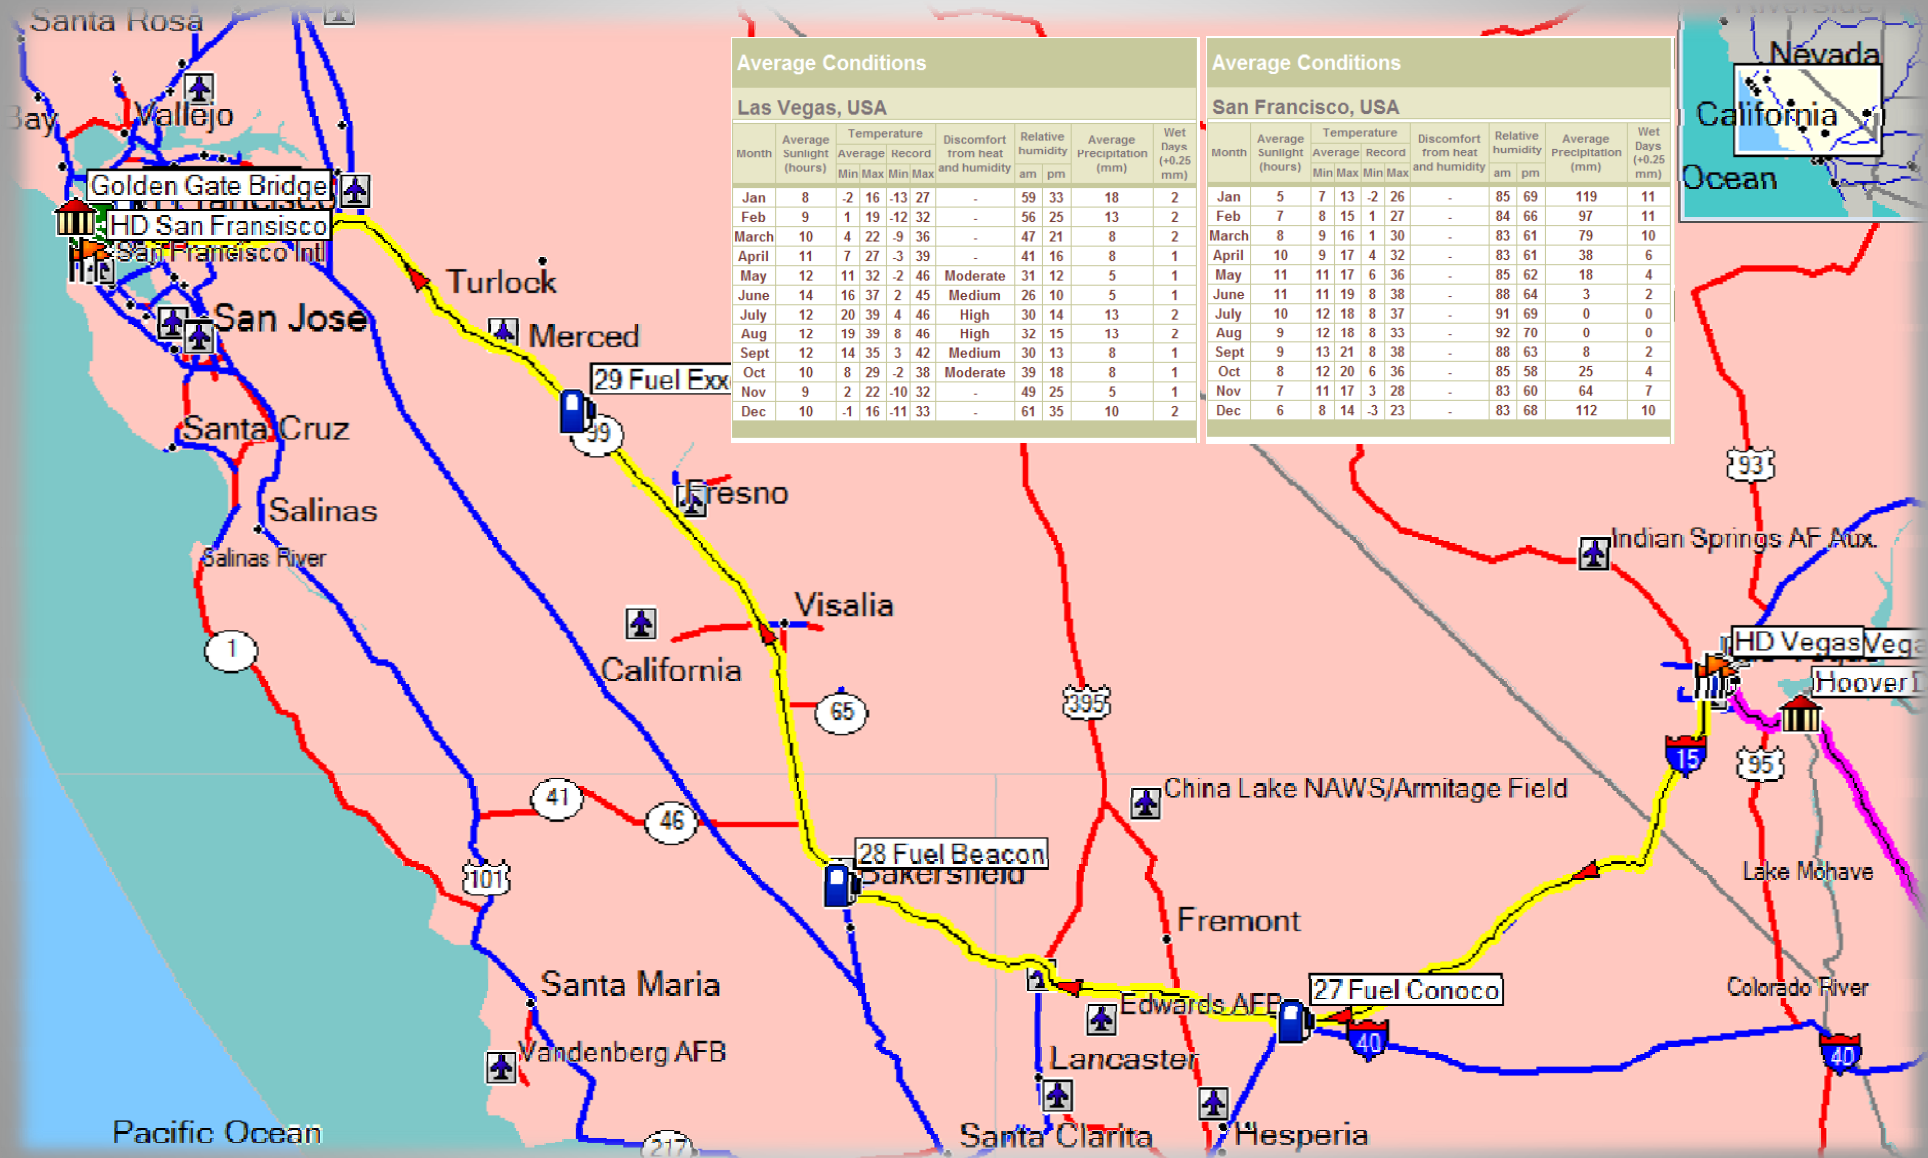 Santa Rosa
Bay
Vallejo
Golden Gate Bridge
HD San Fransisco
San Francisco Intl
Turlock
San Jose
Merced
29 Fuel Exx
99
Santa Cruz
Fresno
Salinas
Salinas River
Visalia
1
California
65
395
41
46
China Lake NAWS/Armitage Field
28 Fuel Beacon
Bakersfield
101
Fremont
Santa Maria
27 Fuel Conoco
Edwards AFB
40
Vandenberg AFB
Lancaster
Pacific Ocean
217
Santa Clarita
Hesperia
Average Conditions
Las Vegas, USA
Month Average Sunlight (hours) Temperature Average Min Max Record Min Max Discomfort from heat and humidity Relative humidity am pm Average Precipitation (mm) Wet Days (+0.25 mm)
Jan 8 -2 16 -13 27 - 59 33 18 2
Feb 9 1 19 -12 32 - 56 25 13 2
March 10 4 22 -9 36 - 47 21 8 2
April 11 7 27 -3 39 - 41 16 8 1
May 12 11 32 -2 46 Moderate 31 12 5 1
June 14 16 37 2 45 Medium 26 10 5 1
July 12 20 39 4 46 High 30 14 13 2
Aug 12 19 39 8 46 High 32 15 13 2
Sept 12 14 35 3 42 Medium 30 13 8 1
Oct 10 8 29 -2 38 Moderate 39 18 8 1
Nov 9 2 22 -10 32 - 49 25 5 1
Dec 10 -1 16 -11 33 - 61 35 10 2
Average Conditions
San Francisco, USA
Month Average Sunlight (hours) Temperature Average Min Max Record Min Max Discomfort from heat and humidity Relative humidity am pm Average Precipitation (mm) Wet Days (+0.25 mm)
Jan 5 7 13 -2 26 - 85 69 119 11
Feb 7 8 15 1 27 - 84 66 97 11
March 8 9 16 1 30 - 83 61 79 10
April 10 9 17 4 32 - 83 61 38 6
May 11 11 17 6 36 - 85 62 18 4
June 11 11 19 8 38 - 88 64 3 2
July 10 12 18 8 37 - 91 69 0 0
Aug 9 12 18 8 33 - 92 70 0 0
Sept 9 13 21 8 38 - 88 63 8 2
Oct 8 12 20 6 36 - 85 58 25 4
Nov 7 11 17 3 28 - 83 60 64 7
Dec 6 8 14 -3 23 - 83 68 112 10
Riverside
Nevada
California
Ocean
93
Indian Springs AF Aux.
HD Vegas
Vega
Hoover D
15
95
Lake Mohave
Colorado River
40